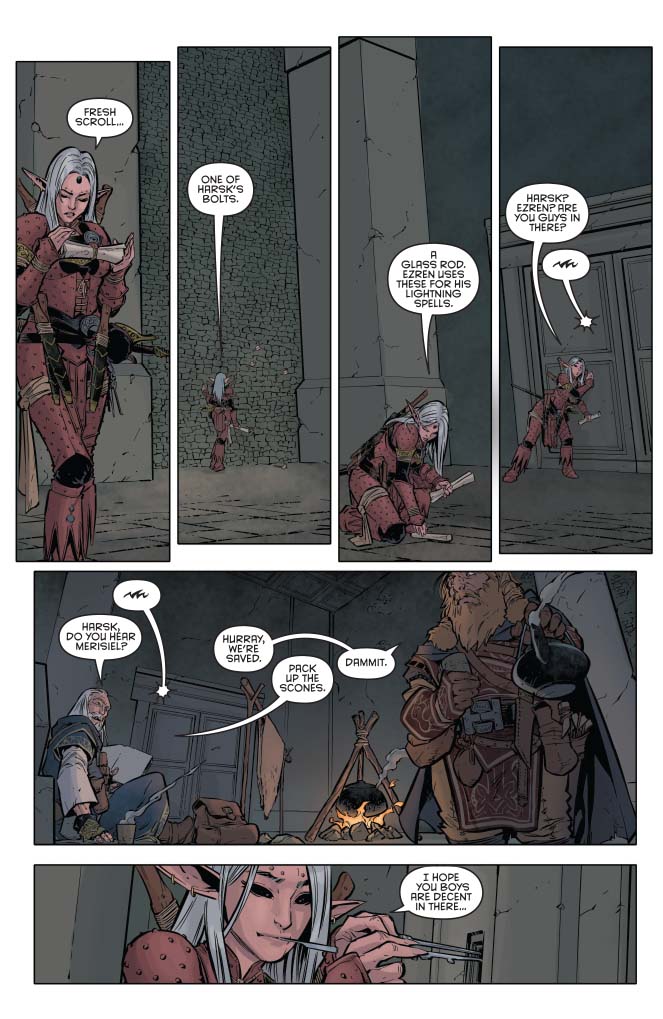 FRESH
SCROLL...
ONE OF
HARSK'S
BOLTS.
A
GLASS ROD.
EZREN USES
THESE FOR HIS
LIGHTNING
SPELLS.
HARSK?
EZREN? ARE
YOU GUYS IN
THERE?
HARSK,
DO YOU HEAR
MERISIEL?
HURRAY,
WE'RE
SAVED.
DAMMIT.
PACK
UP THE
SCONES.
I HOPE
YOU BOYS
ARE DECENT
IN THERE...